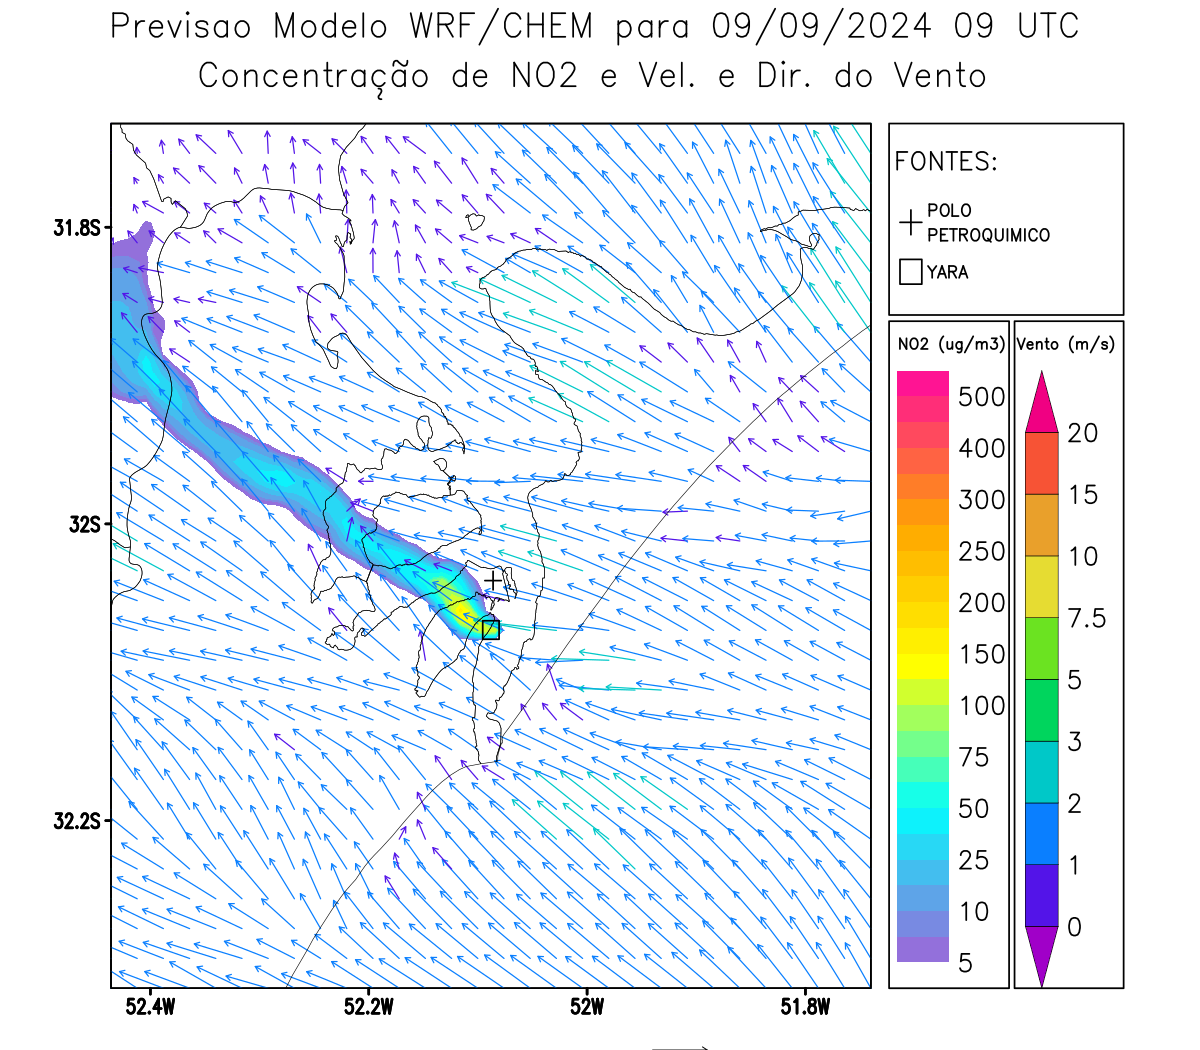 Previsao Modelo WRF/CHEM para 09/09/2024 09 UTC
Concentração de NO2 e Vel. e Dir. do Vento
FONTES:
POLO
PETROQUIMICO
YARA
NO2 (ug/m3)
500
400
300
250
200
150
100
75
50
25
10
5
Vento (m/s)
20
15
10
7.5
5
3
2
1
0
31.8S
32S
32.2S
52.4W
52.2W
52W
51.8W